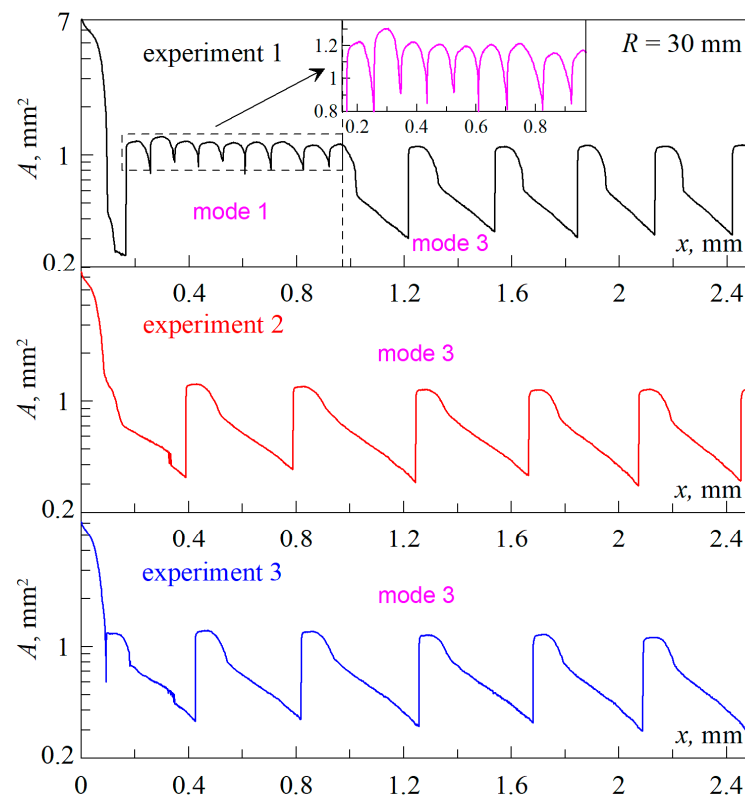 7
experiment 1
R = 30 mm
1.2
1
0.8
0.2 0.4 0.6 0.8
A, mm²
1
mode 1
mode 3
x, mm
0.2
0.4 0.8 1.2 1.6 2 2.4
experiment 2
mode 3
A, mm²
1
x, mm
0.2
0.4 0.8 1.2 1.6 2 2.4
experiment 3
mode 3
A, mm²
1
x, mm
0.2
0 0.4 0.8 1.2 1.6 2 2.4